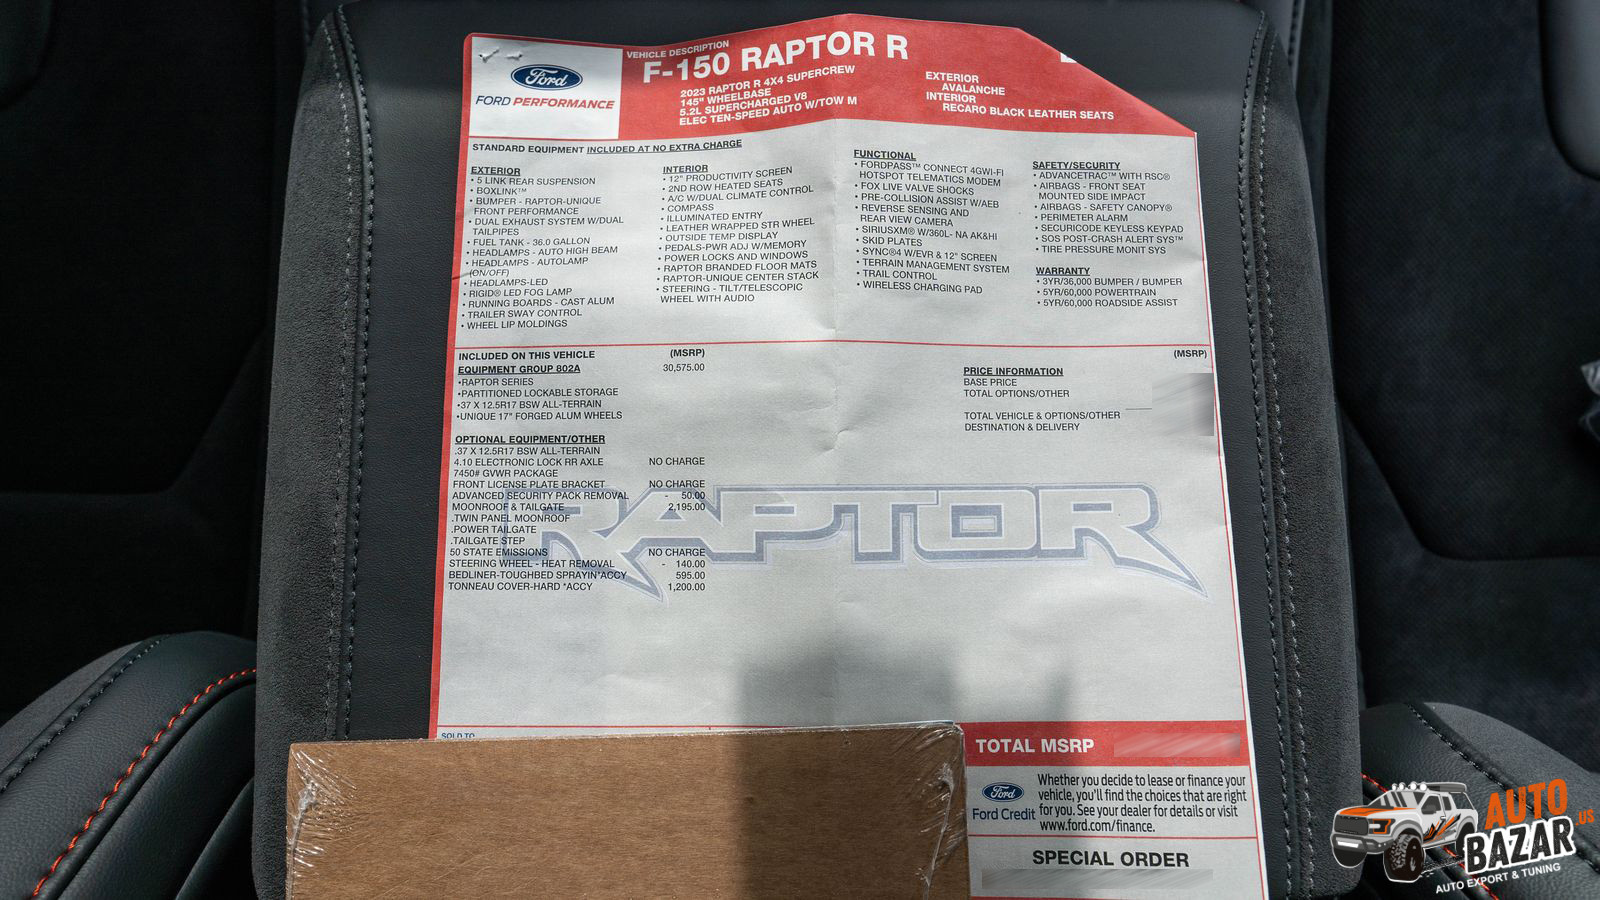 Ford
FORD PERFORMANCE
VEHICLE DESCRIPTION
F-150 RAPTOR R
2023 RAPTOR R 4X4 SUPERCREW
145" WHEELBASE
5.2L SUPERCHARGED V8
ELEC TEN-SPEED AUTO W/TOW M
EXTERIOR
AVALANCHE
INTERIOR
RECARO BLACK LEATHER SEATS
STANDARD EQUIPMENT INCLUDED AT NO EXTRA CHARGE
EXTERIOR
• 5 LINK REAR SUSPENSION
• BOXLINK™
• BUMPER - RAPTOR-UNIQUE
FRONT PERFORMANCE
• DUAL EXHAUST SYSTEM W/DUAL
TAILPIPES
• FUEL TANK - 36.0 GALLON
• HEADLAMPS - AUTO HIGH BEAM
• HEADLAMPS - AUTOLAMP
(ON/OFF)
• HEADLAMPS-LED
• RIGID® LED FOG LAMP
• RUNNING BOARDS - CAST ALUM
• TRAILER SWAY CONTROL
• WHEEL LIP MOLDINGS
INTERIOR
• 12" PRODUCTIVITY SCREEN
• 2ND ROW HEATED SEATS
• A/C W/DUAL CLIMATE CONTROL
• COMPASS
• ILLUMINATED ENTRY
• LEATHER WRAPPED STR WHEEL
• OUTSIDE TEMP DISPLAY
• PEDALS-PWR ADJ W/MEMORY
• POWER LOCKS AND WINDOWS
• RAPTOR BRANDED FLOOR MATS
• RAPTOR-UNIQUE CENTER STACK
• STEERING - TILT/TELESCOPIC
WHEEL WITH AUDIO
FUNCTIONAL
• FORDPASS™ CONNECT 4GWI-FI
HOTSPOT TELEMATICS MODEM
• FOX LIVE VALVE SHOCKS
• PRE-COLLISION ASSIST W/AEB
• REVERSE SENSING AND
REAR VIEW CAMERA
• SIRIUSXM® W/360L- NA AK&HI
• SKID PLATES
• SYNC®4 W/EVR & 12" SCREEN
• TERRAIN MANAGEMENT SYSTEM
• TRAIL CONTROL
• WIRELESS CHARGING PAD
SAFETY/SECURITY
• ADVANCETRAC™ WITH RSC®
• AIRBAGS - FRONT SEAT
MOUNTED SIDE IMPACT
• AIRBAGS - SAFETY CANOPY®
• PERIMETER ALARM
• SECURICODE KEYLESS KEYPAD
• SOS POST-CRASH ALERT SYS™
• TIRE PRESSURE MONIT SYS
WARRANTY
• 3YR/36,000 BUMPER / BUMPER
• 5YR/60,000 POWERTRAIN
• 5YR/60,000 ROADSIDE ASSIST
INCLUDED ON THIS VEHICLE (MSRP)
EQUIPMENT GROUP 802A 30,575.00
•RAPTOR SERIES
•PARTITIONED LOCKABLE STORAGE
•37 X 12.5R17 BSW ALL-TERRAIN
•UNIQUE 17" FORGED ALUM WHEELS
OPTIONAL EQUIPMENT/OTHER
.37 X 12.5R17 BSW ALL-TERRAIN
4.10 ELECTRONIC LOCK RR AXLE NO CHARGE
7450# GVWR PACKAGE
FRONT LICENSE PLATE BRACKET NO CHARGE
ADVANCED SECURITY PACK REMOVAL - 50.00
MOONROOF & TAILGATE 2,195.00
.TWIN PANEL MOONROOF
.POWER TAILGATE
.TAILGATE STEP
50 STATE EMISSIONS NO CHARGE
STEERING WHEEL - HEAT REMOVAL - 140.00
BEDLINER-TOUGHBED SPRAYIN*ACCY 595.00
TONNEAU COVER-HARD *ACCY 1,200.00
(MSRP)
PRICE INFORMATION
BASE PRICE
TOTAL OPTIONS/OTHER
TOTAL VEHICLE & OPTIONS/OTHER
DESTINATION & DELIVERY
RAPTOR
SOLD TO
TOTAL MSRP
Ford
Ford Credit
Whether you decide to lease or finance your
vehicle, you'll find the choices that are right
for you. See your dealer for details or visit
www.ford.com/finance.
SPECIAL ORDER
AUTO
BAZAR.US
AUTO EXPORT & TUNING